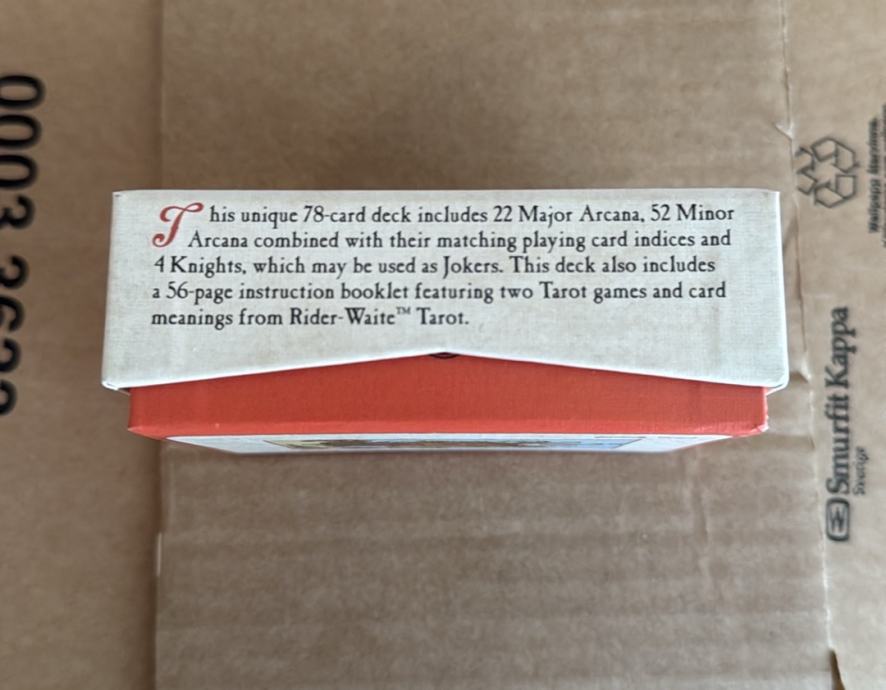 This unique 78-card deck includes 22 Major Arcana, 52 Minor
Arcana combined with their matching playing card indices and
4 Knights, which may be used as Jokers. This deck also includes
a 56-page instruction booklet featuring two Tarot games and card
meanings from Rider-Waite™ Tarot.
Smurfit Kappa
Sverige
0003